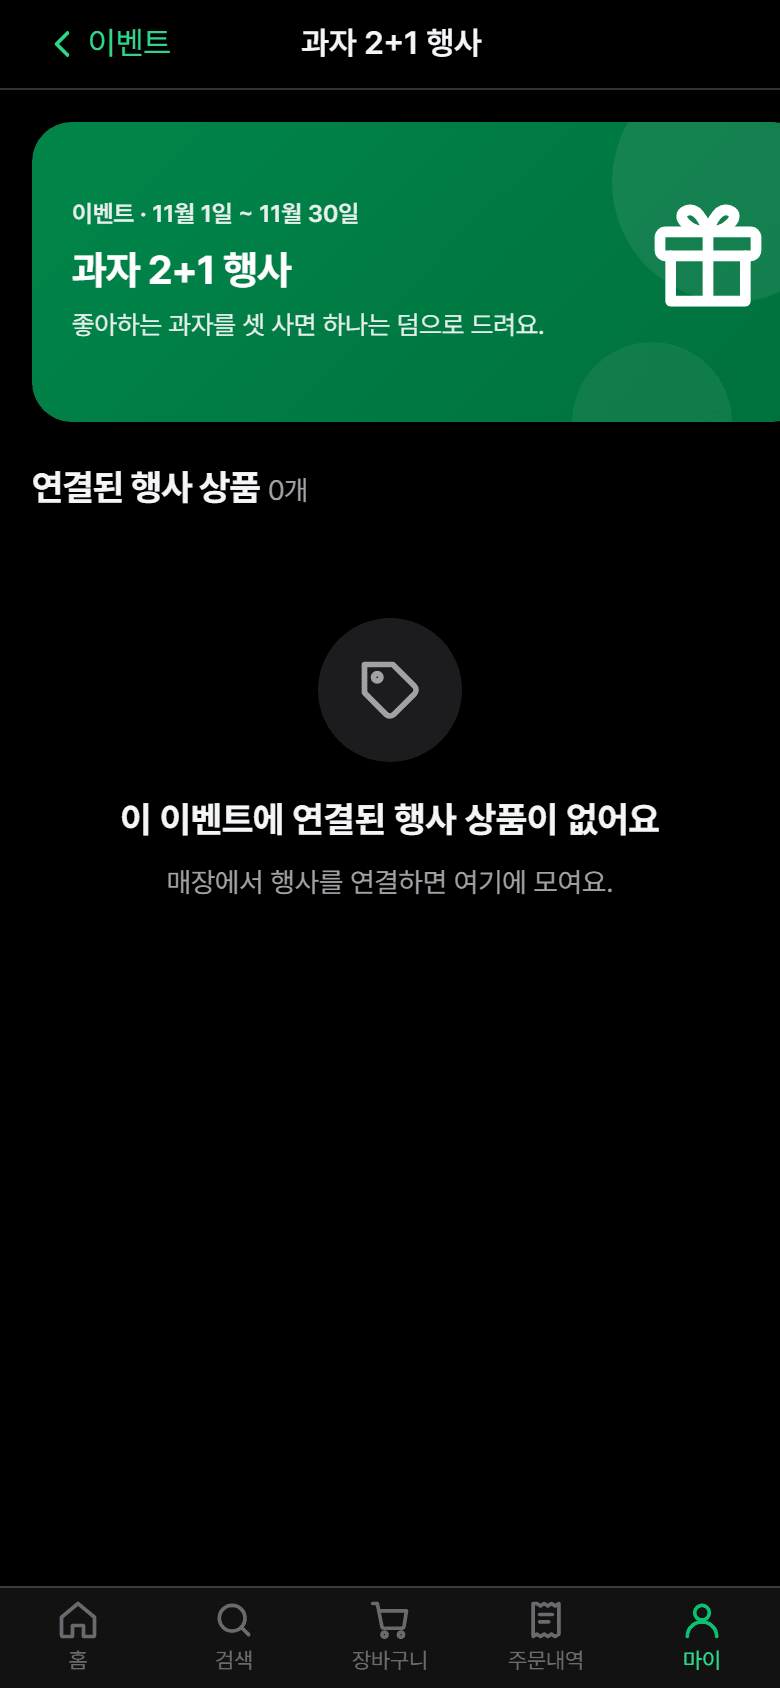 이벤트
과자 2+1 행사
이벤트 · 11월 1일 ~ 11월 30일
과자 2+1 행사
좋아하는 과자를 셋 사면 하나는 덤으로 드려요.
연결된 행사 상품 0개
이 이벤트에 연결된 행사 상품이 없어요
매장에서 행사를 연결하면 여기에 모여요.
홈
검색
장바구니
주문내역
마이